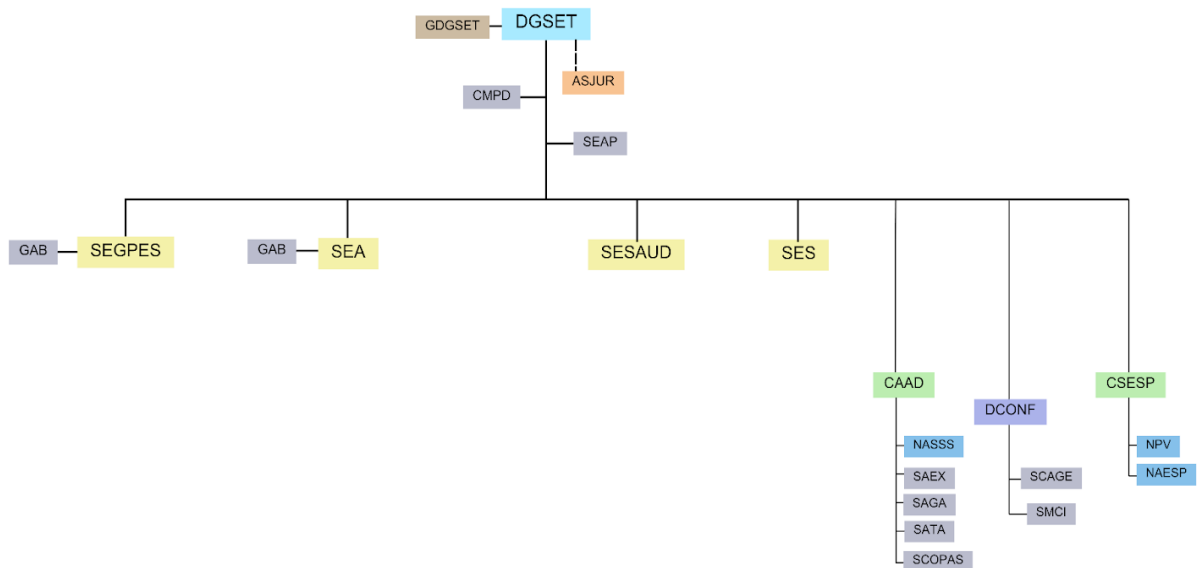 GDGSET
DGSET
ASJUR
CMPD
SEAP
GAB
SEGPES
GAB
SEA
SESAUD
SES
CAAD
CSESP
DCONF
NASSS
NPV
SAEX
SCAGE
NAESP
SAGA
SMCI
SATA
SCOPAS